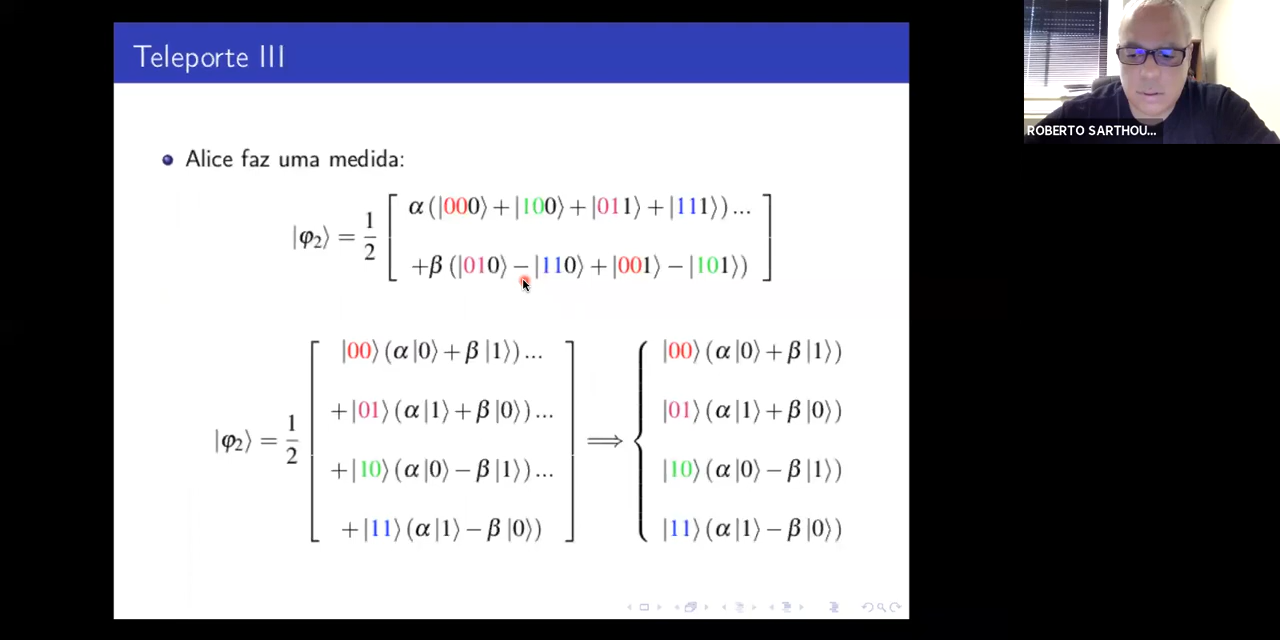 Teleporte III
ROBERTO SARTHOU...
Alice faz uma medida:
|φ₂⟩ = 1/2 [ α(|000⟩ + |100⟩ + |011⟩ + |111⟩)...
+β(|010⟩ − |110⟩ + |001⟩ − |101⟩) ]
|φ₂⟩ = 1/2 [ |00⟩(α|0⟩ + β|1⟩)... ⟹ { |00⟩(α|0⟩ + β|1⟩)
+|01⟩(α|1⟩ + β|0⟩)... |01⟩(α|1⟩ + β|0⟩)
+|10⟩(α|0⟩ − β|1⟩)... |10⟩(α|0⟩ − β|1⟩)
+|11⟩(α|1⟩ − β|0⟩) ] |11⟩(α|1⟩ − β|0⟩)